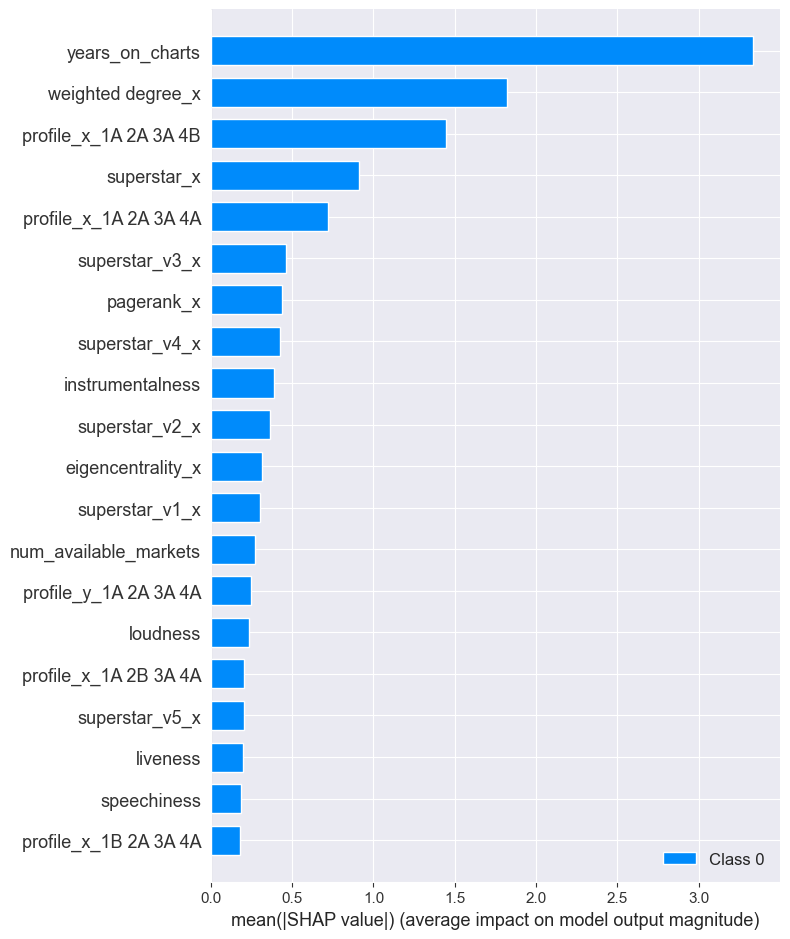 years_on_charts
weighted degree_x
profile_x_1A 2A 3A 4B
superstar_x
profile_x_1A 2A 3A 4A
superstar_v3_x
pagerank_x
superstar_v4_x
instrumentalness
superstar_v2_x
eigencentrality_x
superstar_v1_x
num_available_markets
profile_y_1A 2A 3A 4A
loudness
profile_x_1A 2B 3A 4A
superstar_v5_x
liveness
speechiness
profile_x_1B 2A 3A 4A
Class 0
0.0 0.5 1.0 1.5 2.0 2.5 3.0
mean(|SHAP value|) (average impact on model output magnitude)